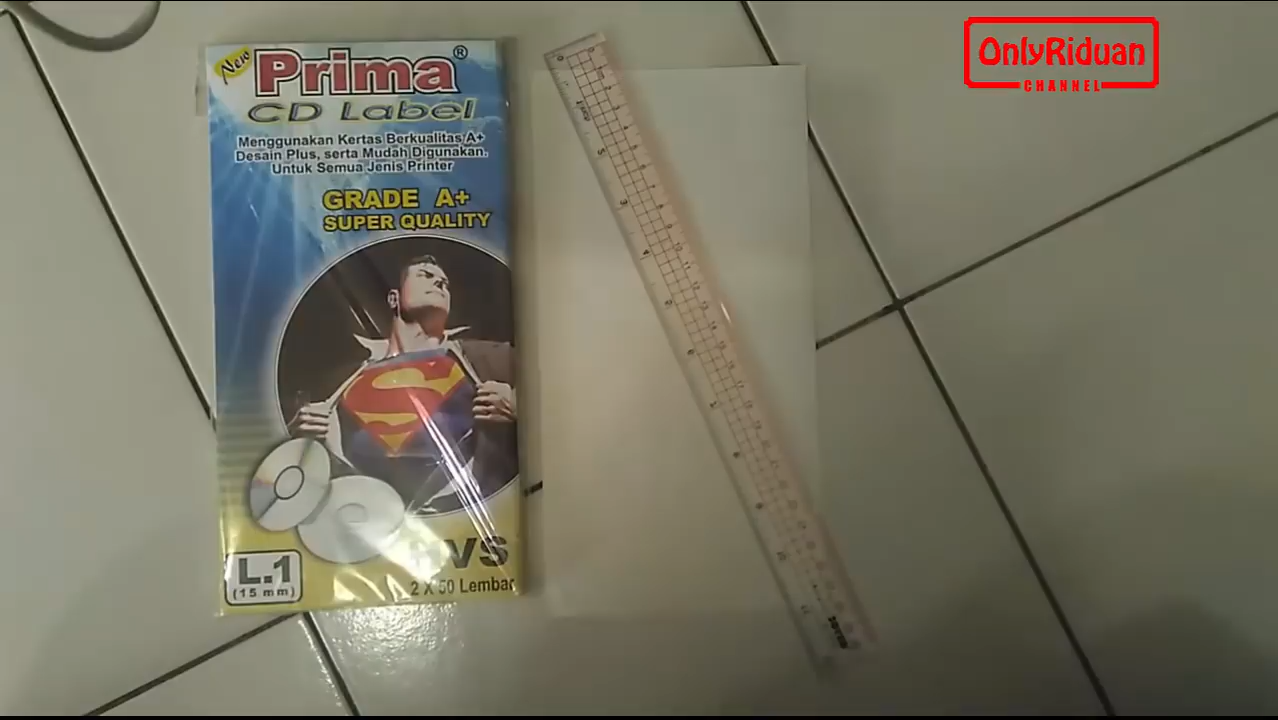 New
Prima®
CD Label
Menggunakan Kertas Berkualitas A+
Desain Plus, serta Mudah Digunakan.
Untuk Semua Jenis Printer
GRADE A+
SUPER QUALITY
HVS
2 X 50 Lembar
L.1
(15 mm)
OnlyRiduan
CHANNEL